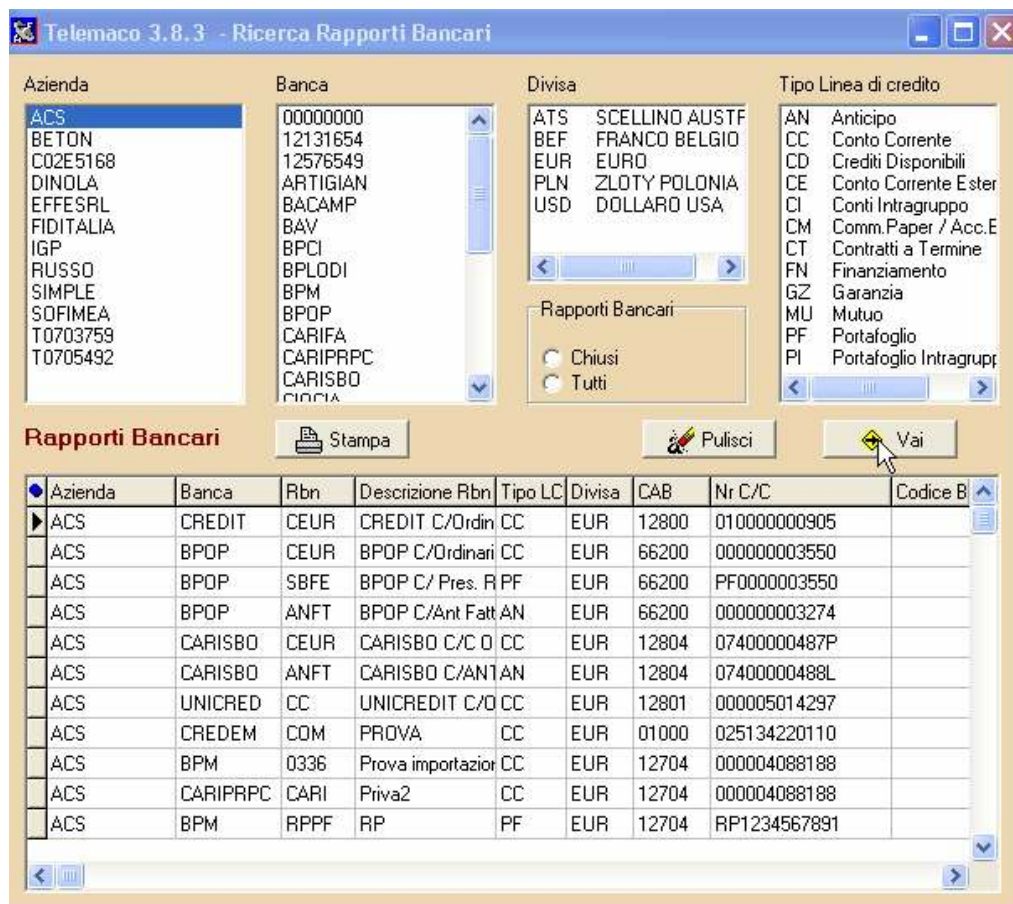 Telemaco 3.8.3 - Ricerca Rapporti Bancari
Azienda Banca Divisa Tipo Linea di credito
ACS
BETON
C02E5168
DINOLA
EFFESRL
FIDITALIA
IGP
RUSSO
SIMPLE
SOFIMEA
T0703759
T0705492
00000000
12131654
12576549
ARTIGIAN
BACAMP
BAV
BPCI
BPLODI
BPM
BPOP
CARIFA
CARIPRPC
CARISBO
CIOCIA
ATS SCELLINO AUSTR
BEF FRANCO BELGIO
EUR EURO
PLN ZLOTY POLONIA
USD DOLLARO USA
Rapporti Bancari
Chiusi
Tutti
AN Anticipo
CC Conto Corrente
CD Crediti Disponibili
CE Conto Corrente Ester
CI Conti Intragruppo
CM Comm.Paper / Acc.E
CT Contratti a Termine
FN Finanziamento
GZ Garanzia
MU Mutuo
PF Portafoglio
PI Portafoglio Intragrupp
Rapporti Bancari Stampa Pulisci Vai
Azienda Banca Rbn Descrizione Rbn Tipo LC Divisa CAB Nr C/C Codice B
ACS CREDIT CEUR CREDIT C/Ordin CC EUR 12800 010000000905
ACS BPOP CEUR BPOP C/Ordinari CC EUR 66200 000000003550
ACS BPOP SBFE BPOP C/ Pres. R PF EUR 66200 PF0000003550
ACS BPOP ANFT BPOP C/Ant Fatt AN EUR 66200 000000003274
ACS CARISBO CEUR CARISBO C/C O CC EUR 12804 07400000487P
ACS CARISBO ANFT CARISBO C/ANT AN EUR 12804 07400000488L
ACS UNICRED CC UNICREDIT C/O CC EUR 12801 000005014297
ACS CREDEM COM PROVA CC EUR 01000 025134220110
ACS BPM 0336 Prova importazior CC EUR 12704 000004088188
ACS CARIPRPC CARI Priva2 CC EUR 12704 000004088188
ACS BPM RPPF RP PF EUR 12704 RP1234567891